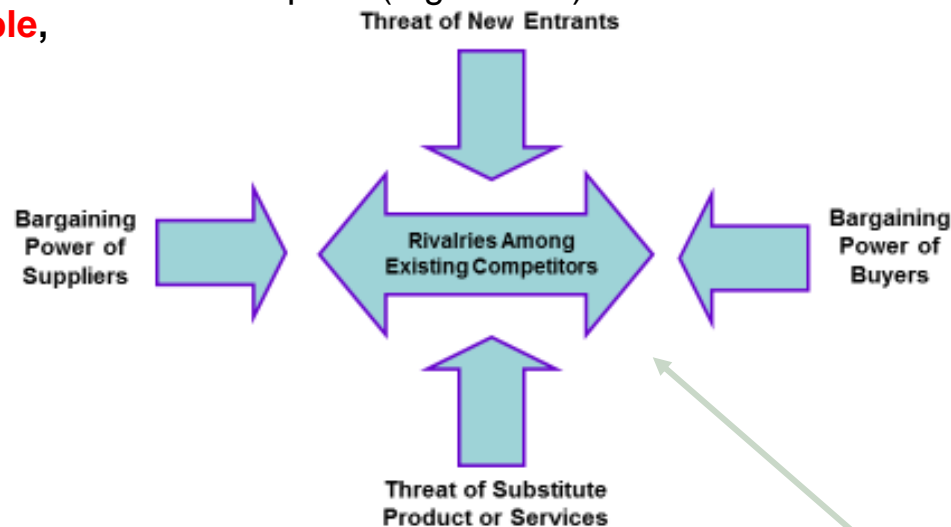 ble,
Threat of New Entrants
Bargaining
Power of
Suppliers
Rivalries Among
Existing Competitors
Bargaining
Power of
Buyers
Threat of Substitute
Product or Services